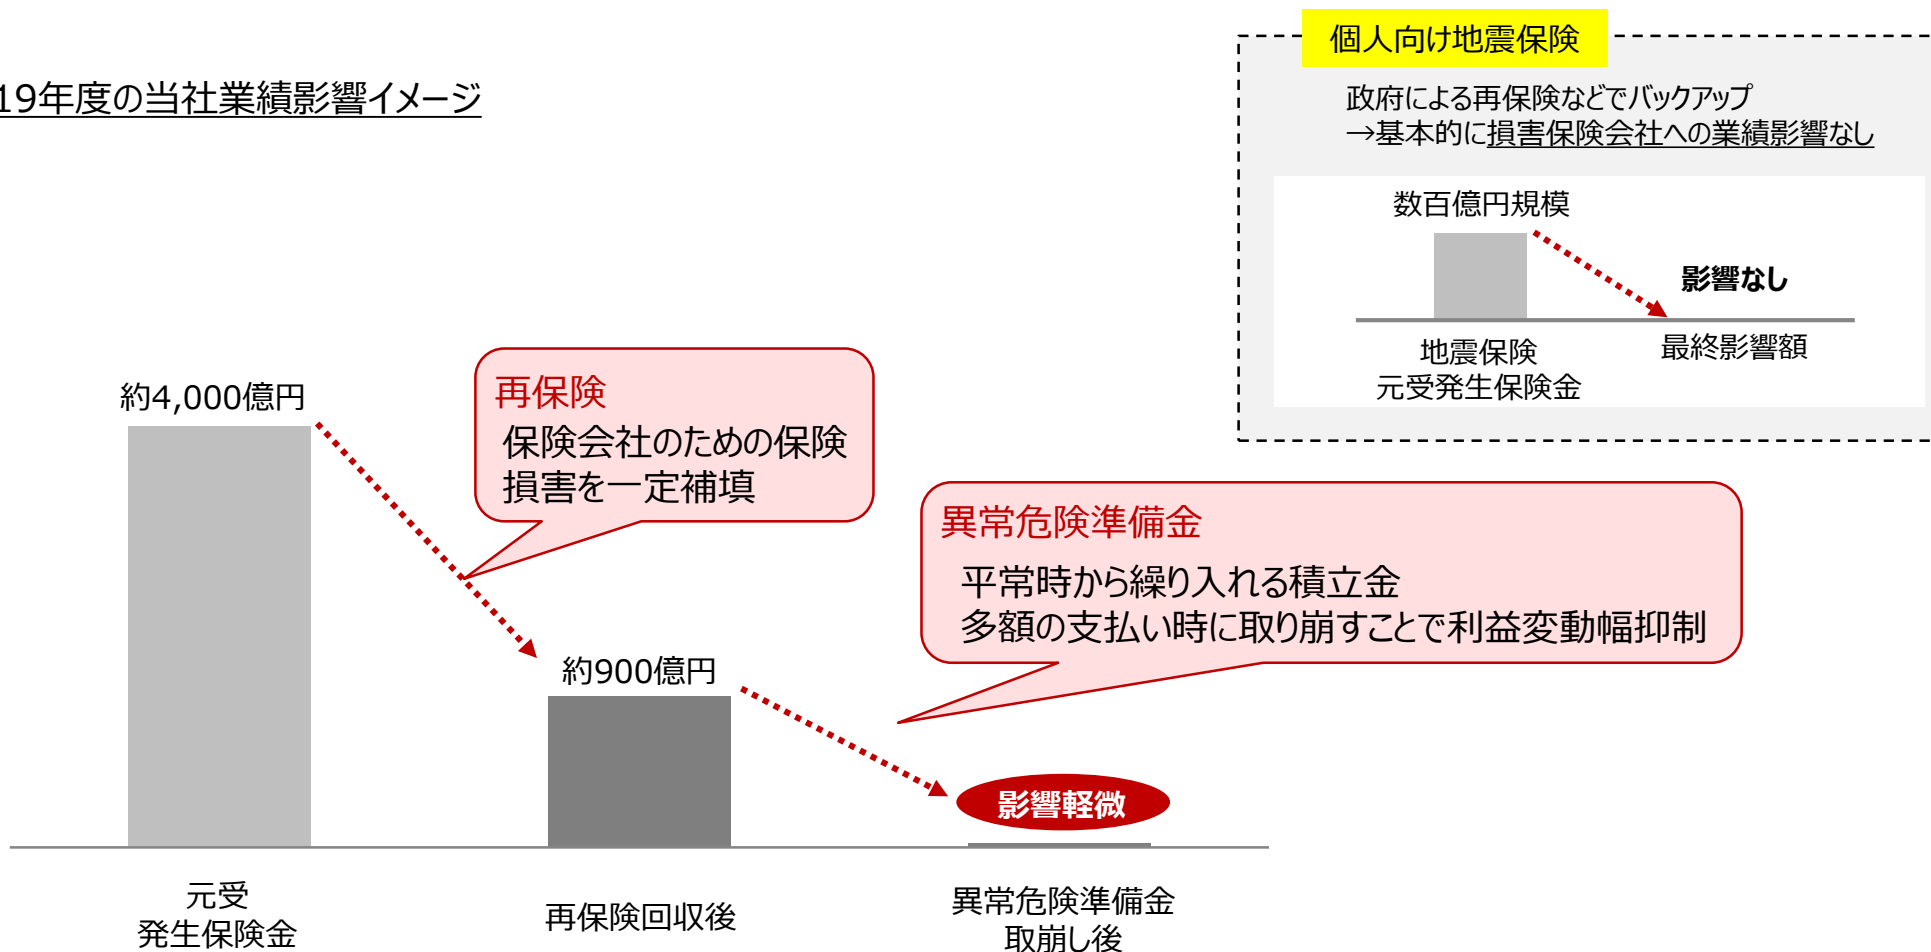 19年度の当社業績影響イメージ
個人向け地震保険
政府による再保険などでバックアップ
→基本的に損害保険会社への業績影響なし
数百億円規模
影響なし
地震保険
元受発生保険金
最終影響額
約4,000億円
再保険
保険会社のための保険
損害を一定補填
異常危険準備金
平常時から繰り入れる積立金
多額の支払い時に取り崩すことで利益変動幅抑制
約900億円
影響軽微
元受
発生保険金
再保険回収後
異常危険準備金
取崩し後